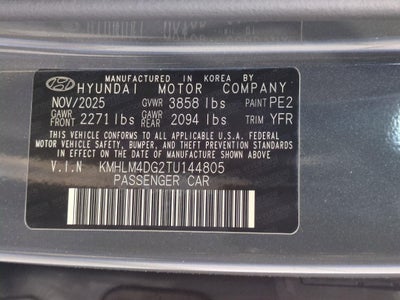 MANUFACTURED IN KOREA BY
HYUNDAI MOTOR COMPANY
NOV/2025 GVWR 3858 lbs PAINT PE2
GAWR FRONT 2271 lbs GAWR REAR 2094 lbs TRIM YFR
THIS VEHICLE CONFORMS TO ALL APPLICABLE U.S.A. FEDERAL
MOTOR VEHICLE SAFETY, BUMPER, AND THEFT PREVENTION STANDARDS
IN EFFECT ON THE DATE OF MANUFACTURE SHOWN ABOVE.
V.I.N KMHLM4DG2TU144805
PASSENGER CAR